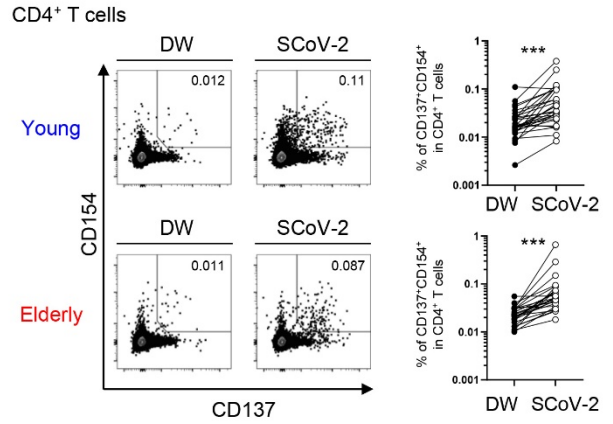 CD4⁺ T cells
DW SCoV-2
Young
0.012 0.11
CD154
% of CD137⁺CD154⁺
in CD4⁺ T cells
***
1
0.1
0.01
0.001
DW SCoV-2
DW SCoV-2
Elderly
0.011 0.087
CD137
% of CD137⁺CD154⁺
in CD4⁺ T cells
***
1
0.1
0.01
0.001
DW SCoV-2